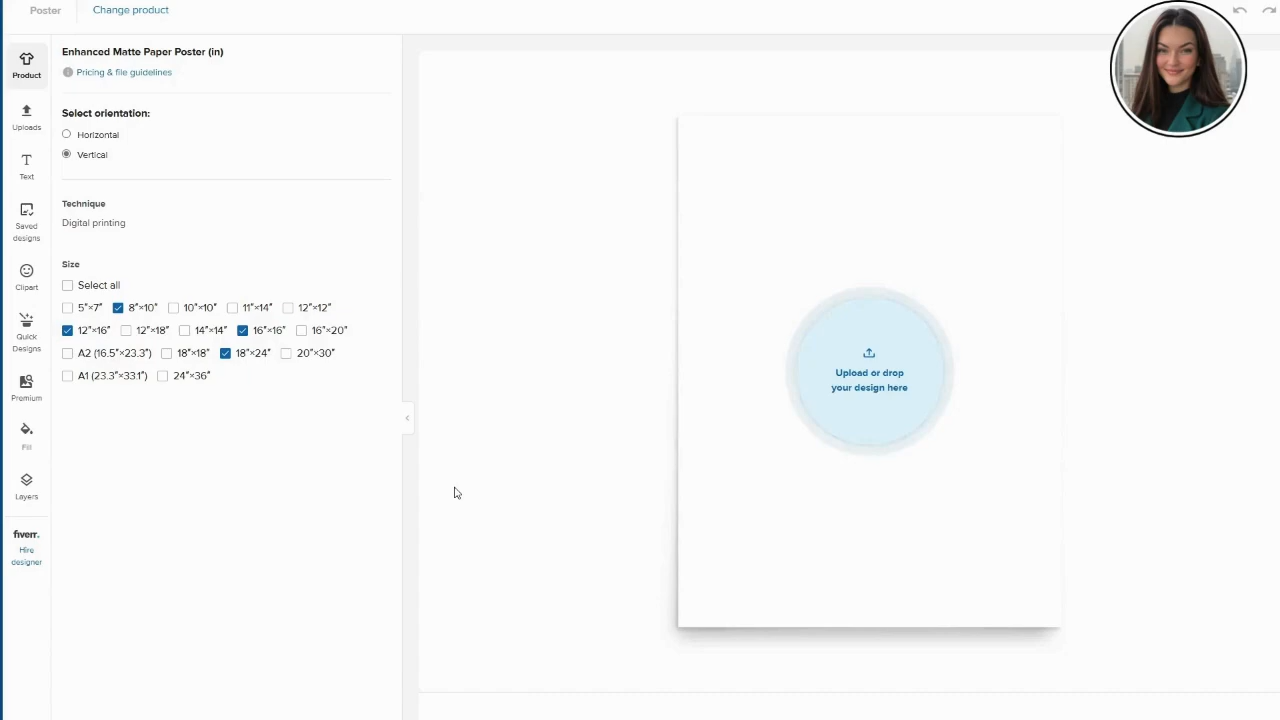 Poster
Change product
Product
Uploads
Text
Saved
designs
Clipart
Quick
Designs
Premium
Fill
Layers
fiverr.
Hire
designer
Enhanced Matte Paper Poster (in)
Pricing & file guidelines
Select orientation:
Horizontal
Vertical
Technique
Digital printing
Size
Select all
5″×7″ 8″×10″ 10″×10″ 11″×14″ 12″×12″
12″×16″ 12″×18″ 14″×14″ 16″×16″ 16″×20″
A2 (16.5″×23.3″) 18″×18″ 18″×24″ 20″×30″
A1 (23.3″×33.1″) 24″×36″
Upload or drop
your design here